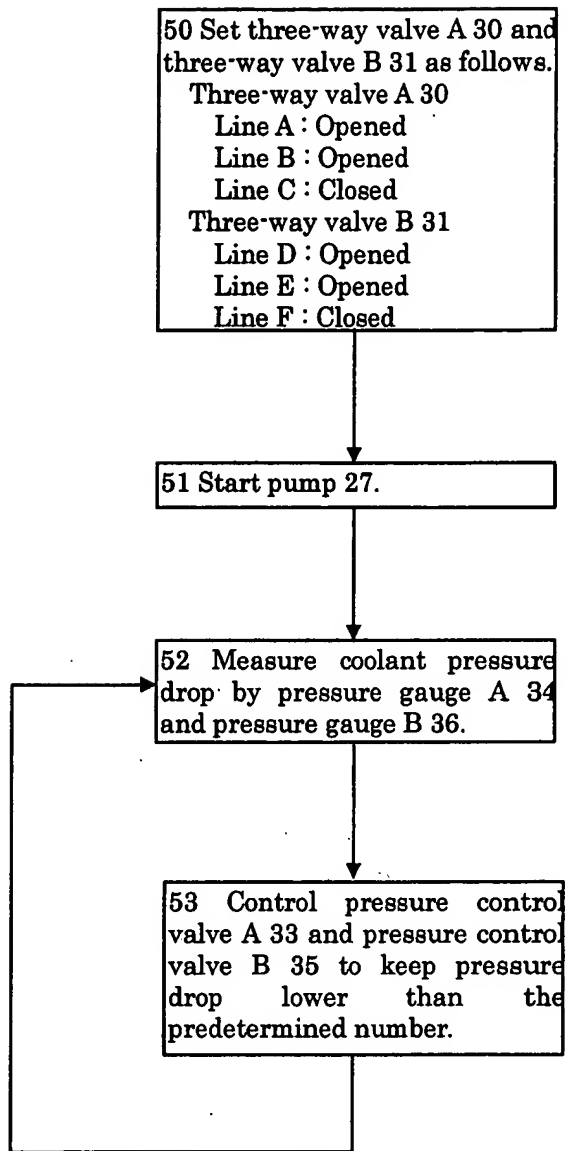 50 Set three-way valve A 30 and
three-way valve B 31 as follows.
Three-way valve A 30
Line A : Opened
Line B : Opened
Line C : Closed
Three-way valve B 31
Line D : Opened
Line E : Opened
Line F : Closed
51 Start pump 27.
52 Measure coolant pressure
drop by pressure gauge A 34
and pressure gauge B 36.
53 Control pressure control
valve A 33 and pressure control
valve B 35 to keep pressure
drop lower than the
predetermined number.